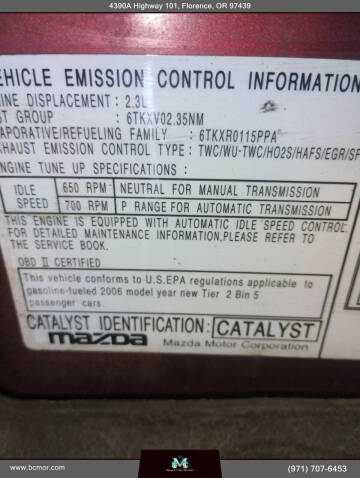 4390A Highway 101, Florence, OR 97439
EHICLE EMISSION CONTROL INFORMATION
INE DISPLACEMENT : 2.3L
ST GROUP : 6TKXV02.35NM
APORATIVE/REFUELING FAMILY : 6TKXR0115PPA
XHAUST EMISSION CONTROL TYPE : TWC/WU-TWC/HO2S/HAFS/EGR/SF
ENGINE TUNE UP SPECIFICATIONS :
IDLE SPEED 650 RPM NEUTRAL FOR MANUAL TRANSMISSION
700 RPM P RANGE FOR AUTOMATIC TRANSMISSION
THIS ENGINE IS EQUIPPED WITH AUTOMATIC IDLE SPEED CONTROL.
FOR DETAILED MAINTENANCE INFORMATION,PLEASE REFER TO
THE SERVICE BOOK.
OBD II CERTIFIED
This vehicle conforms to U.S.EPA regulations applicable to
gasoline-fueled 2006 model year new Tier 2 Bin 5
passenger cars.
CATALYST IDENTIFICATION: CATALYST
mazda Mazda Motor Corporation
www.bcmor.com (971) 707-6453